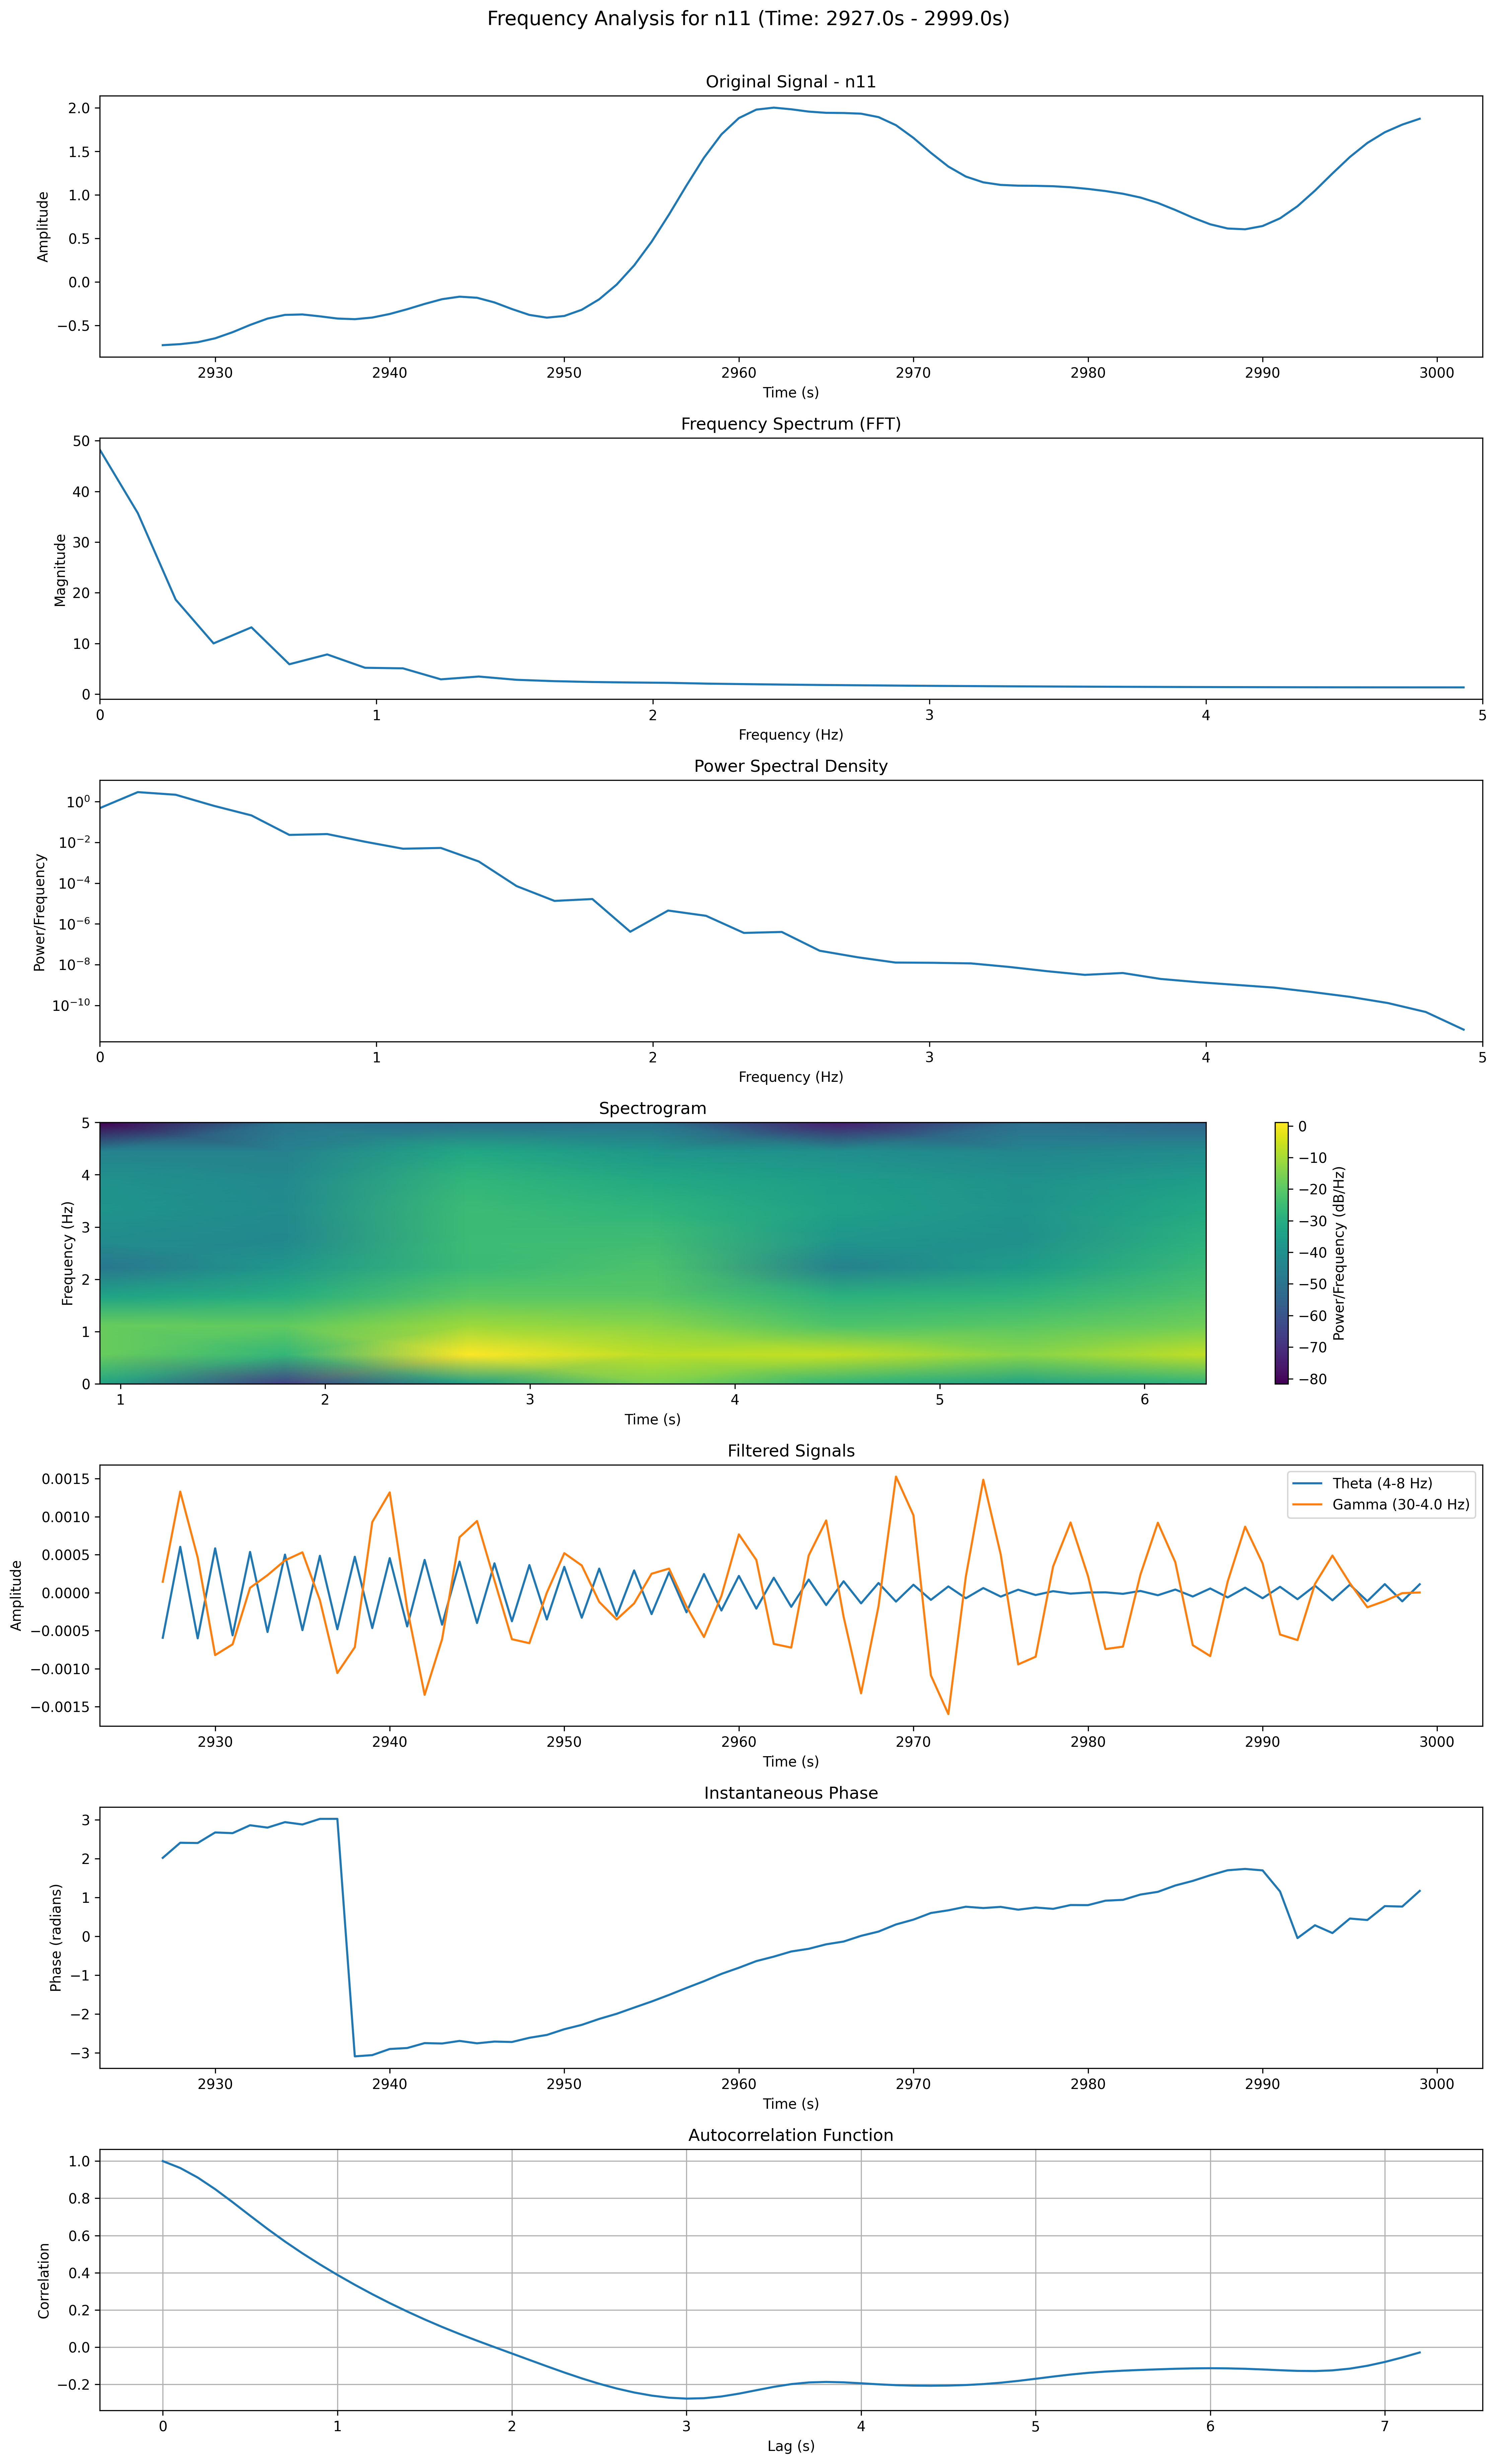 Frequency Analysis for n11 (Time: 2927.0s - 2999.0s)
Original Signal - n11
Amplitude
2.0
1.5
1.0
0.5
0.0
−0.5
2930 2940 2950 2960 2970 2980 2990 3000
Time (s)
Frequency Spectrum (FFT)
Magnitude
50
40
30
20
10
0
0 1 2 3 4 5
Frequency (Hz)
Power Spectral Density
Power/Frequency
10⁰
10⁻²
10⁻⁴
10⁻⁶
10⁻⁸
10⁻¹⁰
0 1 2 3 4 5
Frequency (Hz)
Spectrogram
Frequency (Hz)
5
4
3
2
1
0
1 2 3 4 5 6
Time (s)
0
−10
−20
−30
−40
−50
−60
−70
−80
Power/Frequency (dB/Hz)
Filtered Signals
Amplitude
0.0015
0.0010
0.0005
0.0000
−0.0005
−0.0010
−0.0015
Theta (4-8 Hz)
Gamma (30-4.0 Hz)
2930 2940 2950 2960 2970 2980 2990 3000
Time (s)
Instantaneous Phase
Phase (radians)
3
2
1
0
−1
−2
−3
2930 2940 2950 2960 2970 2980 2990 3000
Time (s)
Autocorrelation Function
Correlation
1.0
0.8
0.6
0.4
0.2
0.0
−0.2
0 1 2 3 4 5 6 7
Lag (s)